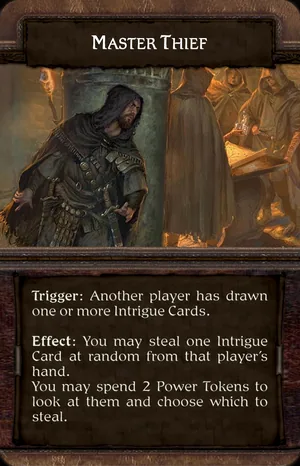 Master Thief
Trigger: Another player has drawn
one or more Intrigue Cards.
Effect: You may steal one Intrigue
Card at random from that player's
hand.
You may spend 2 Power Tokens to
look at them and choose which to
steal.